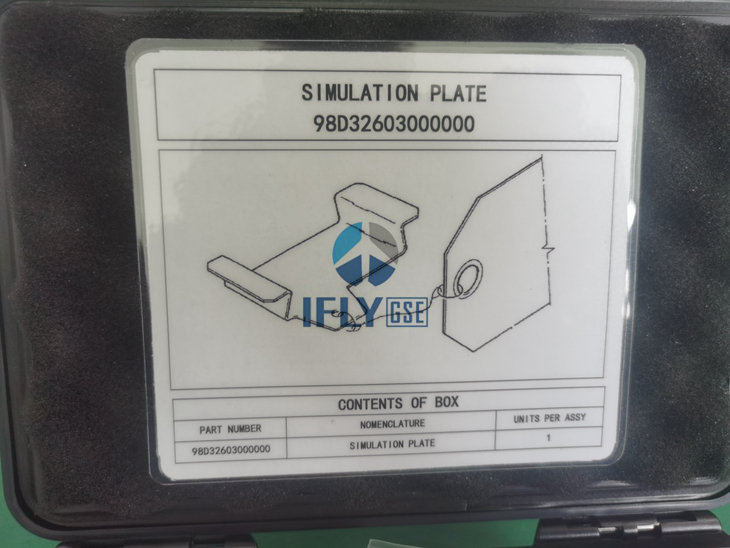 SIMULATION PLATE
98D32603000000
IFLY GSE
CONTENTS OF BOX
PART NUMBER NOMENCLATURE UNITS PER ASSY
98D32603000000 SIMULATION PLATE 1